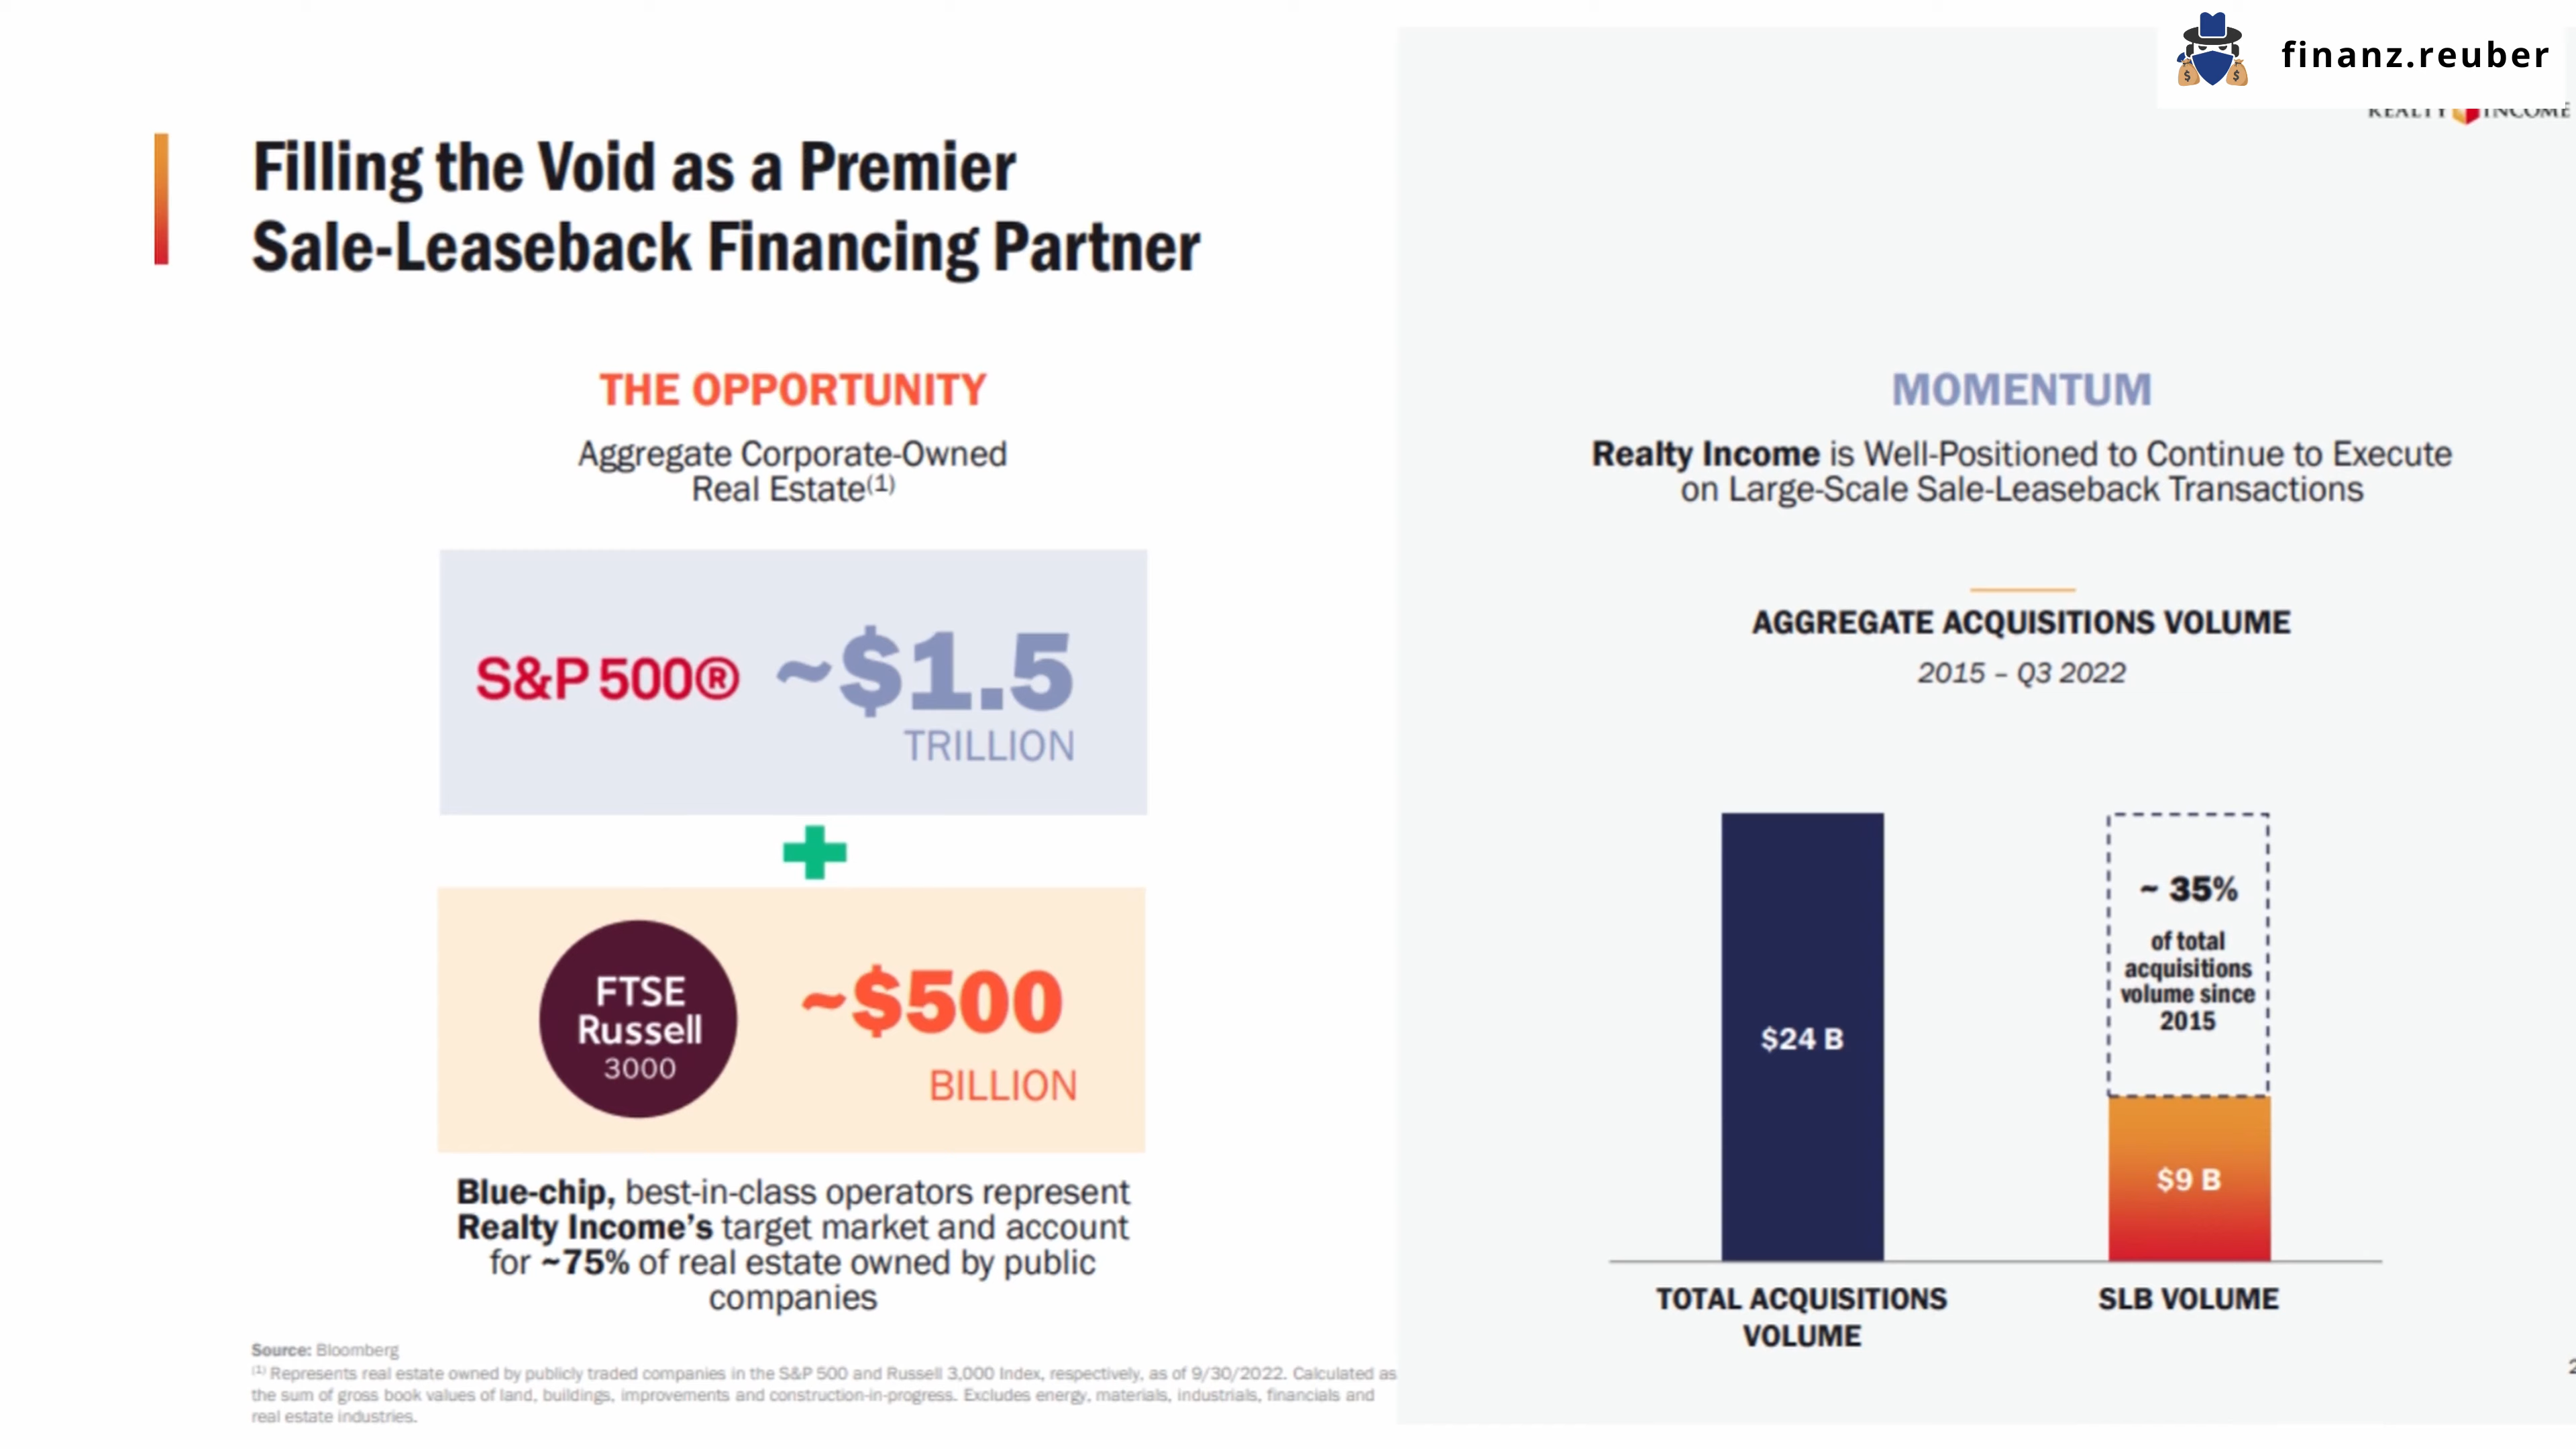 finanz.reuber
REALTY INCOME
Filling the Void as a Premier
Sale-Leaseback Financing Partner
THE OPPORTUNITY
Aggregate Corporate-Owned
Real Estate(1)
S&P 500® ~$1.5
TRILLION
FTSE
Russell
3000
~$500
BILLION
Blue-chip, best-in-class operators represent
Realty Income's target market and account
for ~75% of real estate owned by public
companies
Source: Bloomberg
(1) Represents real estate owned by publicly traded companies in the S&P 500 and Russell 3,000 Index, respectively, as of 9/30/2022. Calculated as
the sum of gross book values of land, buildings, improvements and construction-in-progress. Excludes energy, materials, industrials, financials and
real estate industries.
MOMENTUM
Realty Income is Well-Positioned to Continue to Execute
on Large-Scale Sale-Leaseback Transactions
AGGREGATE ACQUISITIONS VOLUME
2015 – Q3 2022
$24 B
~ 35%
of total
acquisitions
volume since
2015
$9 B
TOTAL ACQUISITIONS
VOLUME
SLB VOLUME